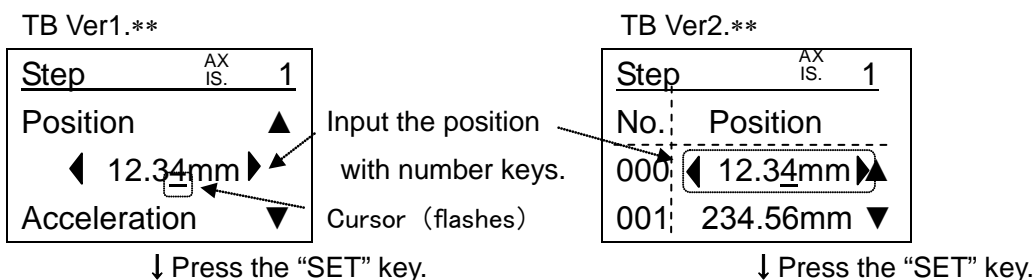 TB Ver1.**
Step AX IS. 1
Position ▲
◀ 12.34mm ▶
Acceleration ▼
Input the position
with number keys.
Cursor (flashes)
↓ Press the “SET” key.
TB Ver2.**
Step AX IS. 1
No. Position
000 ◀ 12.34mm ▶ ▲
001 234.56mm ▼
↓ Press the “SET” key.